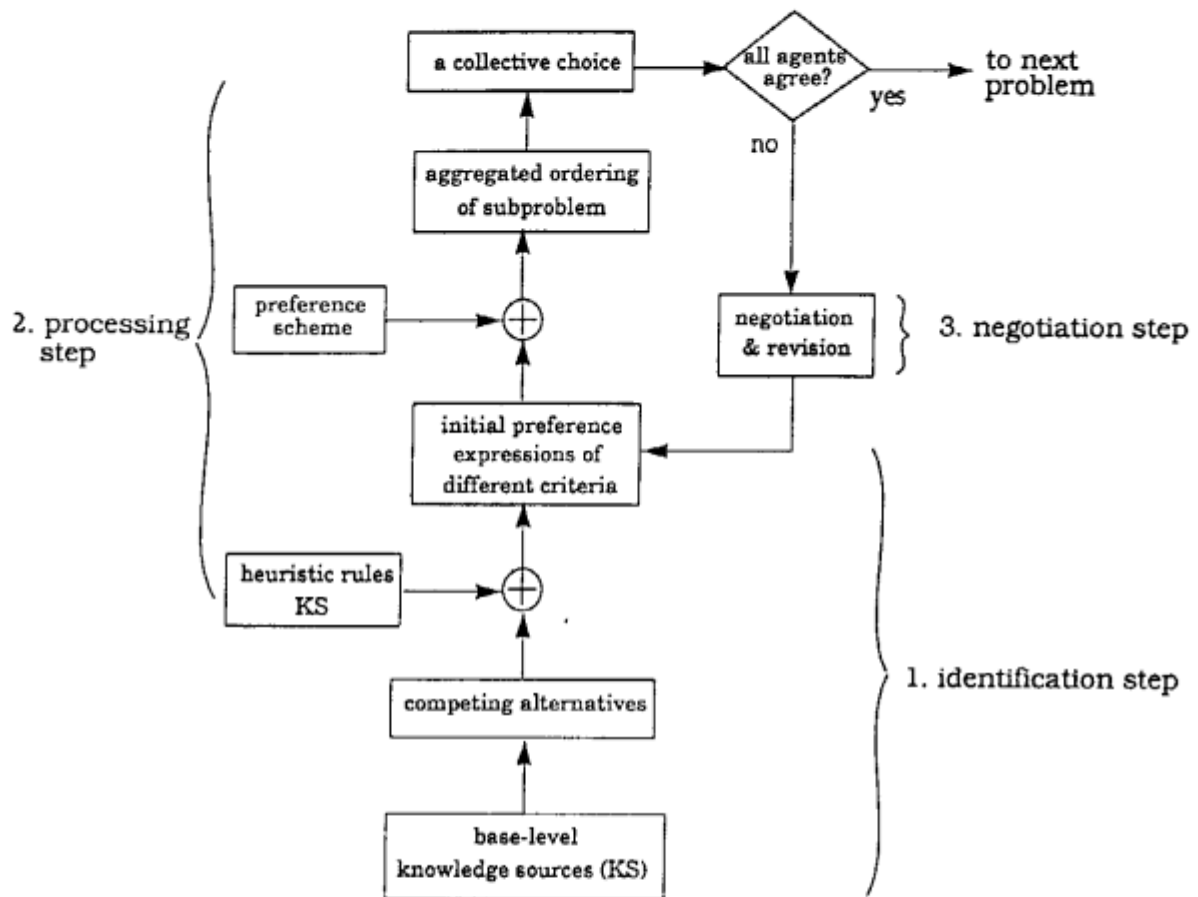 a collective choice
all agents
agree?
to next
problem
yes
no
aggregated ordering
of subproblem
preference
scheme
negotiation
& revision
2. processing
step
3. negotiation step
initial preference
expressions of
different criteria
heuristic rules
KS
competing alternatives
1. identification step
base-level
knowledge sources (KS)